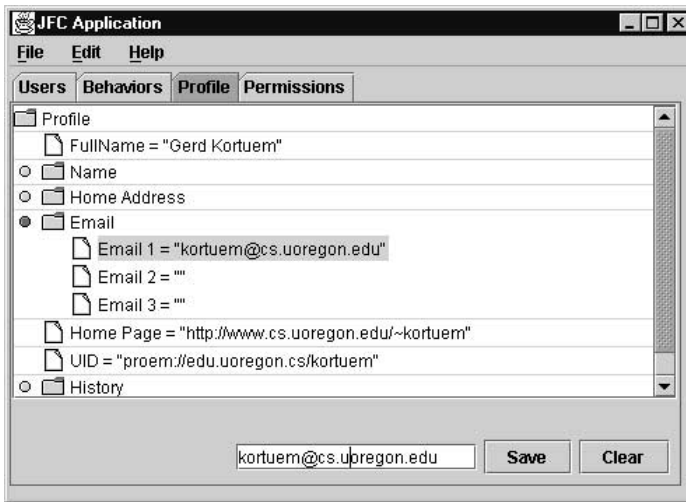 JFC Application
File Edit Help
Users Behaviors Profile Permissions
Profile
FullName = "Gerd Kortuem"
Name
Home Address
Email
Email 1 = "kortuem@cs.uoregon.edu"
Email 2 = ""
Email 3 = ""
Home Page = "http://www.cs.uoregon.edu/~kortuem"
UID = "proem://edu.uoregon.cs/kortuem"
History
kortuem@cs.uoregon.edu Save Clear